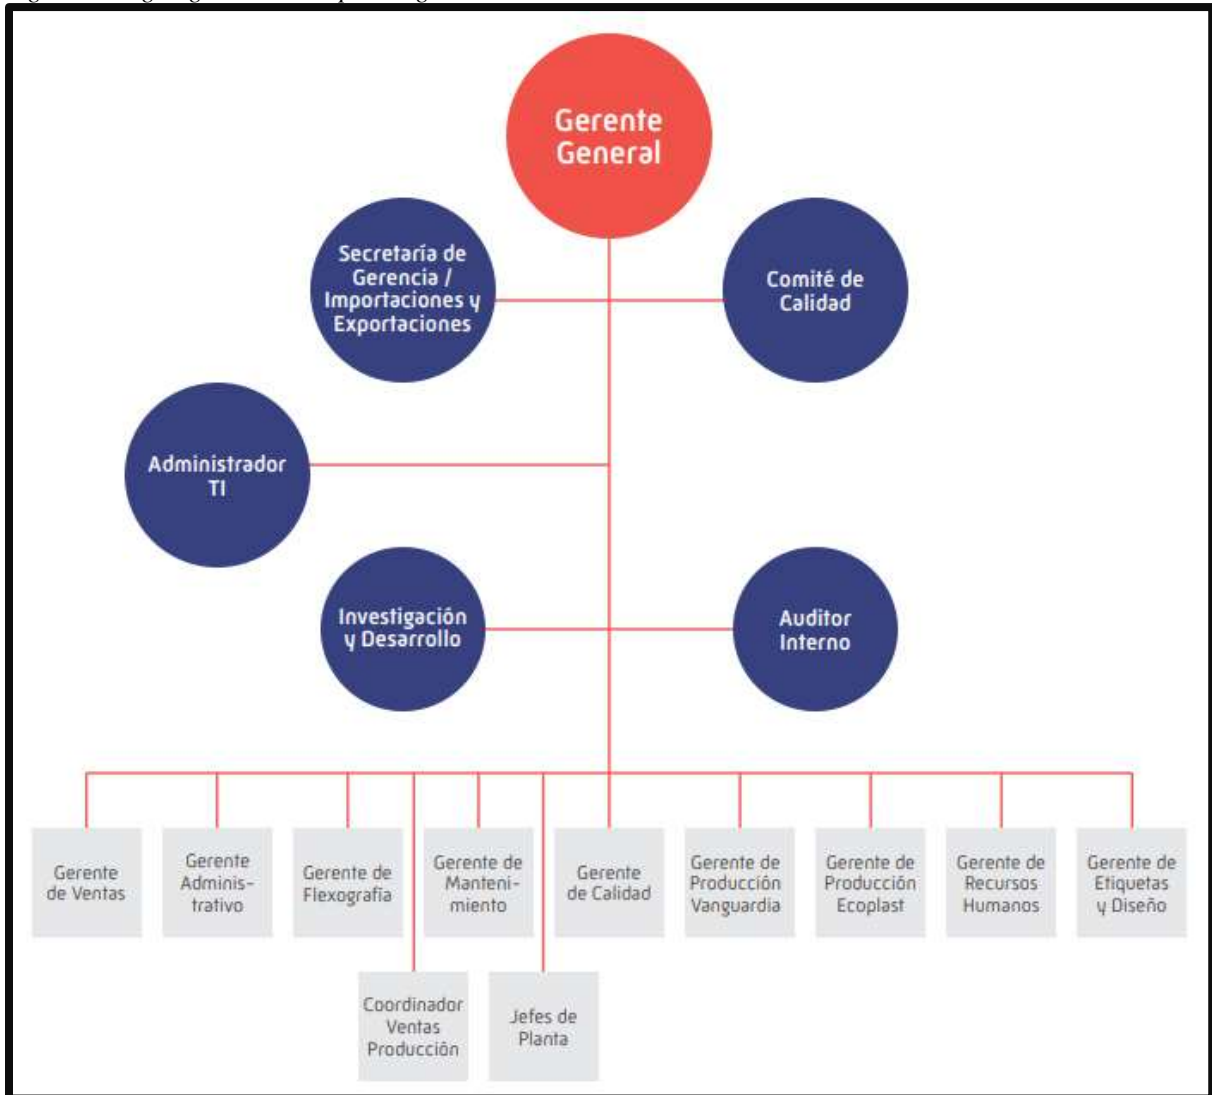 Gerente
General
Secretaría de
Gerencia /
Importaciones y
Exportaciones
Comité de
Calidad
Administrador
TI
Investigación
y Desarrollo
Auditor
Interno
Gerente
de Ventas
Gerente
Adminis-
trativo
Gerente de
Flexografía
Gerente de
Manteni-
miento
Gerente
de Calidad
Gerente de
Producción
Vanguardia
Gerente de
Producción
Ecoplast
Gerente de
Recursos
Humanos
Gerente de
Etiquetas
y Diseño
Coordinador
Ventas
Producción
Jefes de
Planta